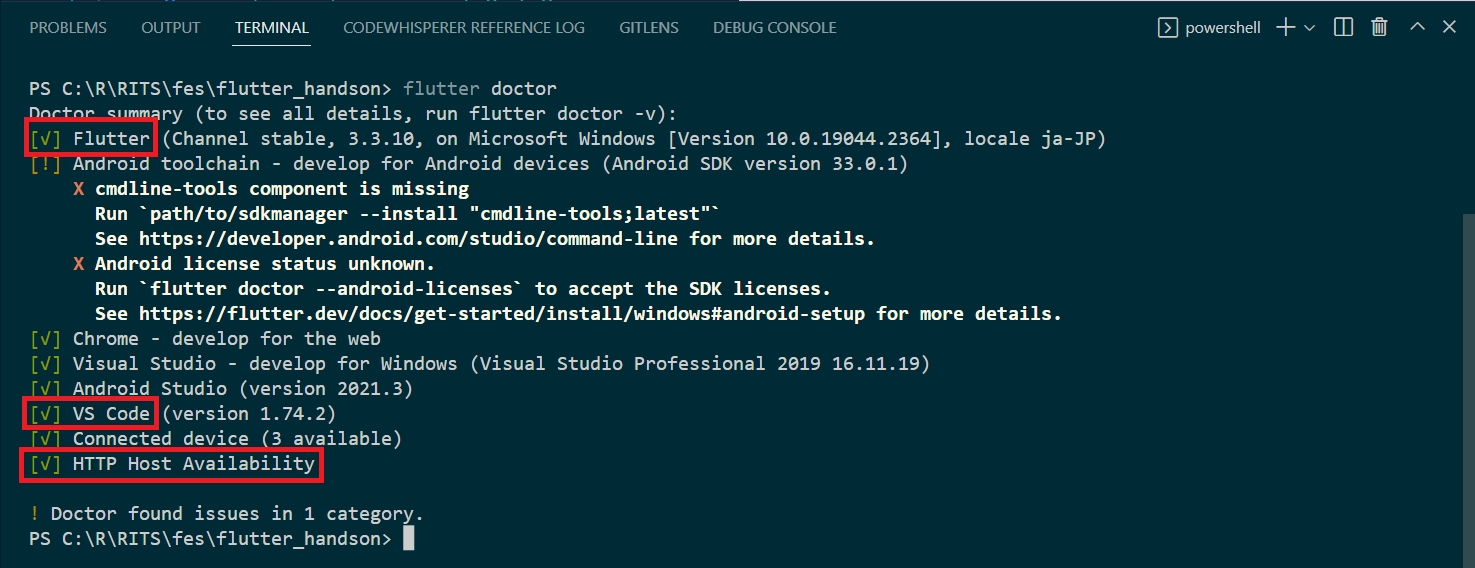 PROBLEMS OUTPUT TERMINAL CODEWHISPERER REFERENCE LOG GITLENS DEBUG CONSOLE powershell
PS C:\R\RITS\fes\flutter_handson> flutter doctor
Doctor summary (to see all details, run flutter doctor -v):
[√] Flutter (Channel stable, 3.3.10, on Microsoft Windows [Version 10.0.19044.2364], locale ja-JP)
[!] Android toolchain - develop for Android devices (Android SDK version 33.0.1)
X cmdline-tools component is missing
Run `path/to/sdkmanager --install "cmdline-tools;latest"`
See https://developer.android.com/studio/command-line for more details.
X Android license status unknown.
Run `flutter doctor --android-licenses` to accept the SDK licenses.
See https://flutter.dev/docs/get-started/install/windows#android-setup for more details.
[√] Chrome - develop for the web
[√] Visual Studio - develop for Windows (Visual Studio Professional 2019 16.11.19)
[√] Android Studio (version 2021.3)
[√] VS Code (version 1.74.2)
[√] Connected device (3 available)
[√] HTTP Host Availability
! Doctor found issues in 1 category.
PS C:\R\RITS\fes\flutter_handson>